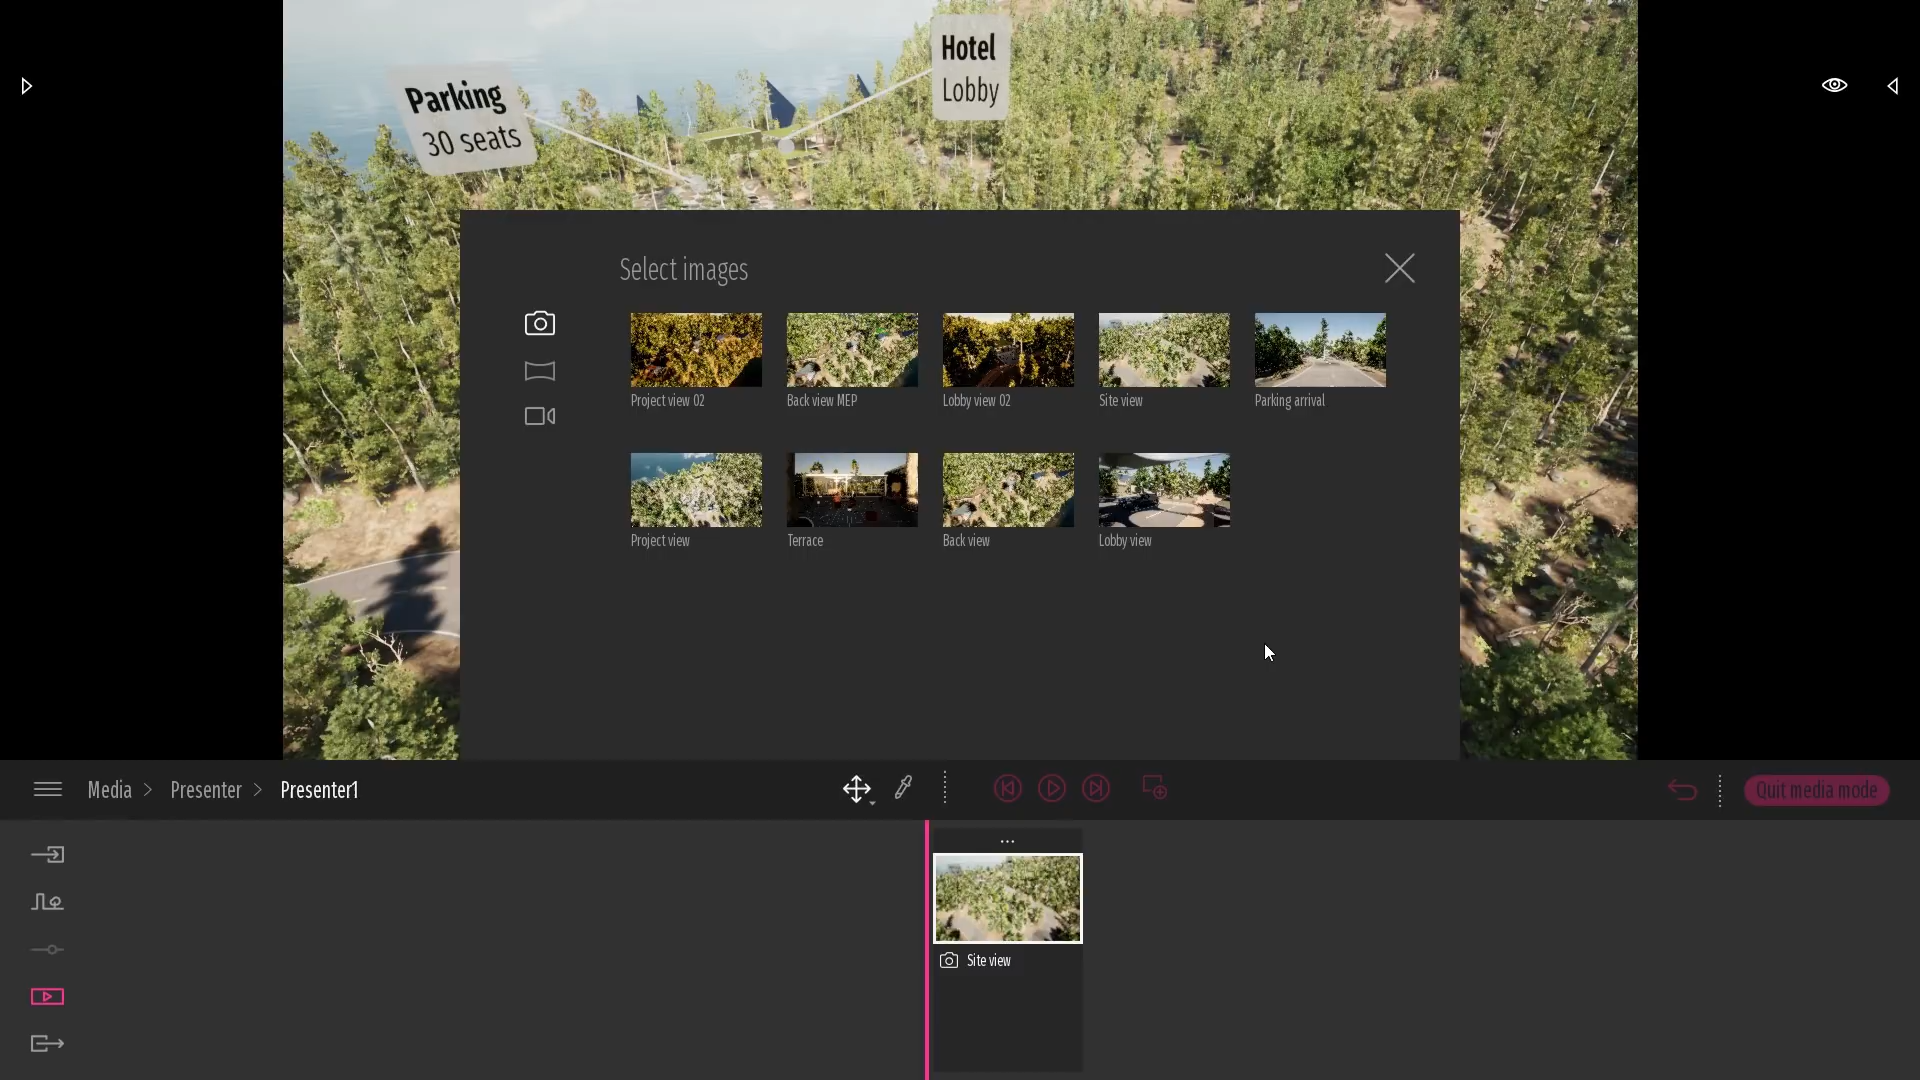 Hotel
Lobby
Parking
30 seats
Select images
Project view 02
Back view MEP
Lobby view 02
Site view
Parking arrival
Project view
Terrace
Back view
Lobby view
Media > Presenter > Presenter1
Quit media mode
...
Site view